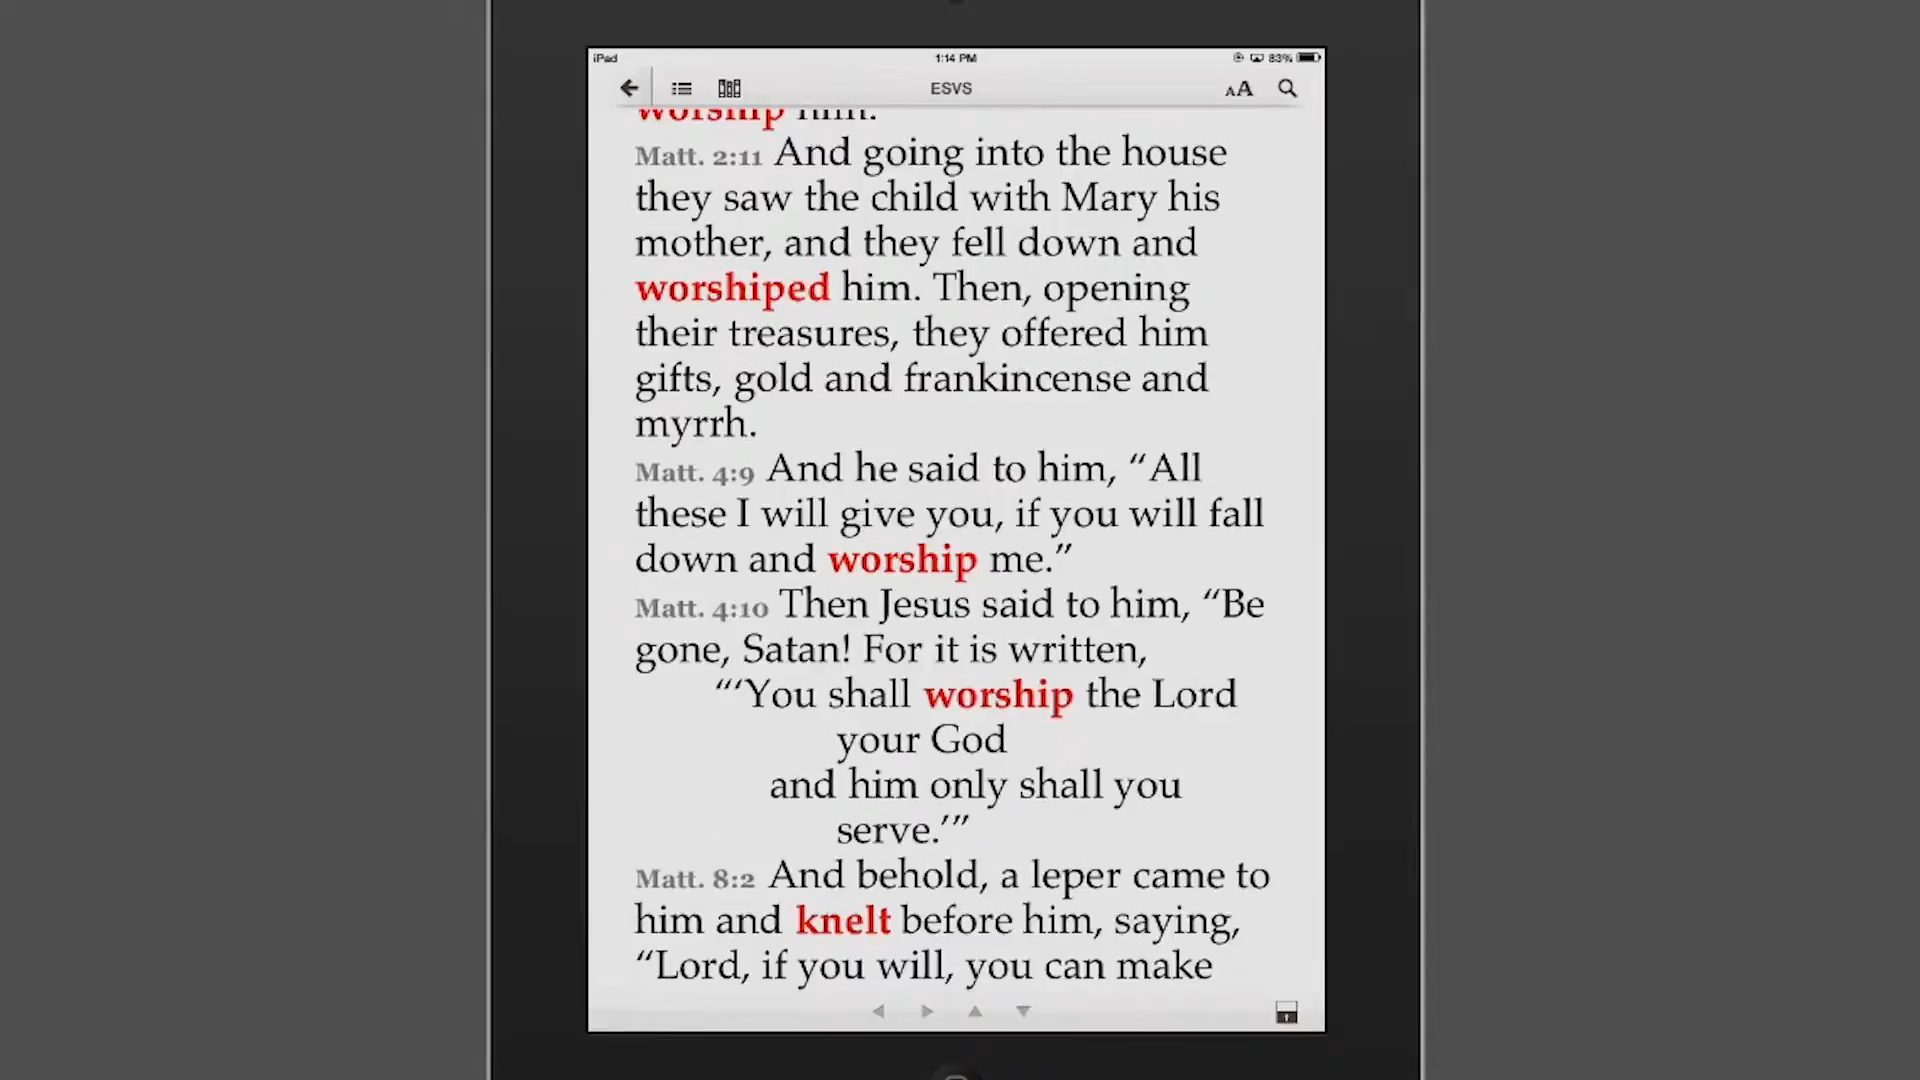 iPad 1:14 PM 83%
ESVS AA
worship him.
Matt. 2:11 And going into the house
they saw the child with Mary his
mother, and they fell down and
worshiped him. Then, opening
their treasures, they offered him
gifts, gold and frankincense and
myrrh.
Matt. 4:9 And he said to him, “All
these I will give you, if you will fall
down and worship me.”
Matt. 4:10 Then Jesus said to him, “Be
gone, Satan! For it is written,
“‘You shall worship the Lord
your God
and him only shall you
serve.’”
Matt. 8:2 And behold, a leper came to
him and knelt before him, saying,
“Lord, if you will, you can make